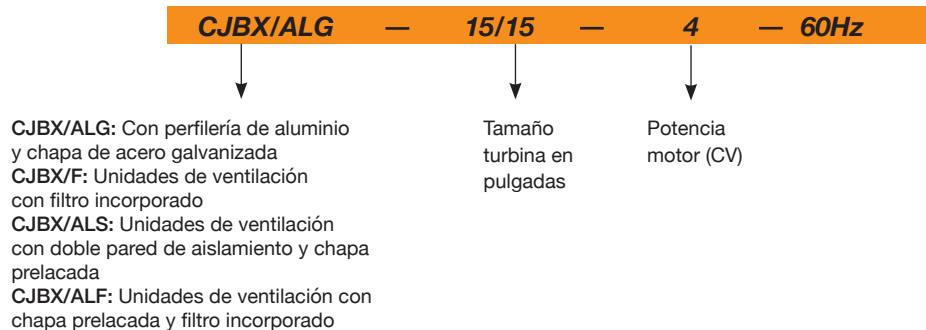 CJBX/ALG — 15/15 — 4 — 60Hz
CJBX/ALG: Con perfilería de aluminio
y chapa de acero galvanizada
CJBX/F: Unidades de ventilación
con filtro incorporado
CJBX/ALS: Unidades de ventilación
con doble pared de aislamiento y chapa
prelacada
CJBX/ALF: Unidades de ventilación con
chapa prelacada y filtro incorporado
Tamaño
turbina en
pulgadas
Potencia
motor (CV)